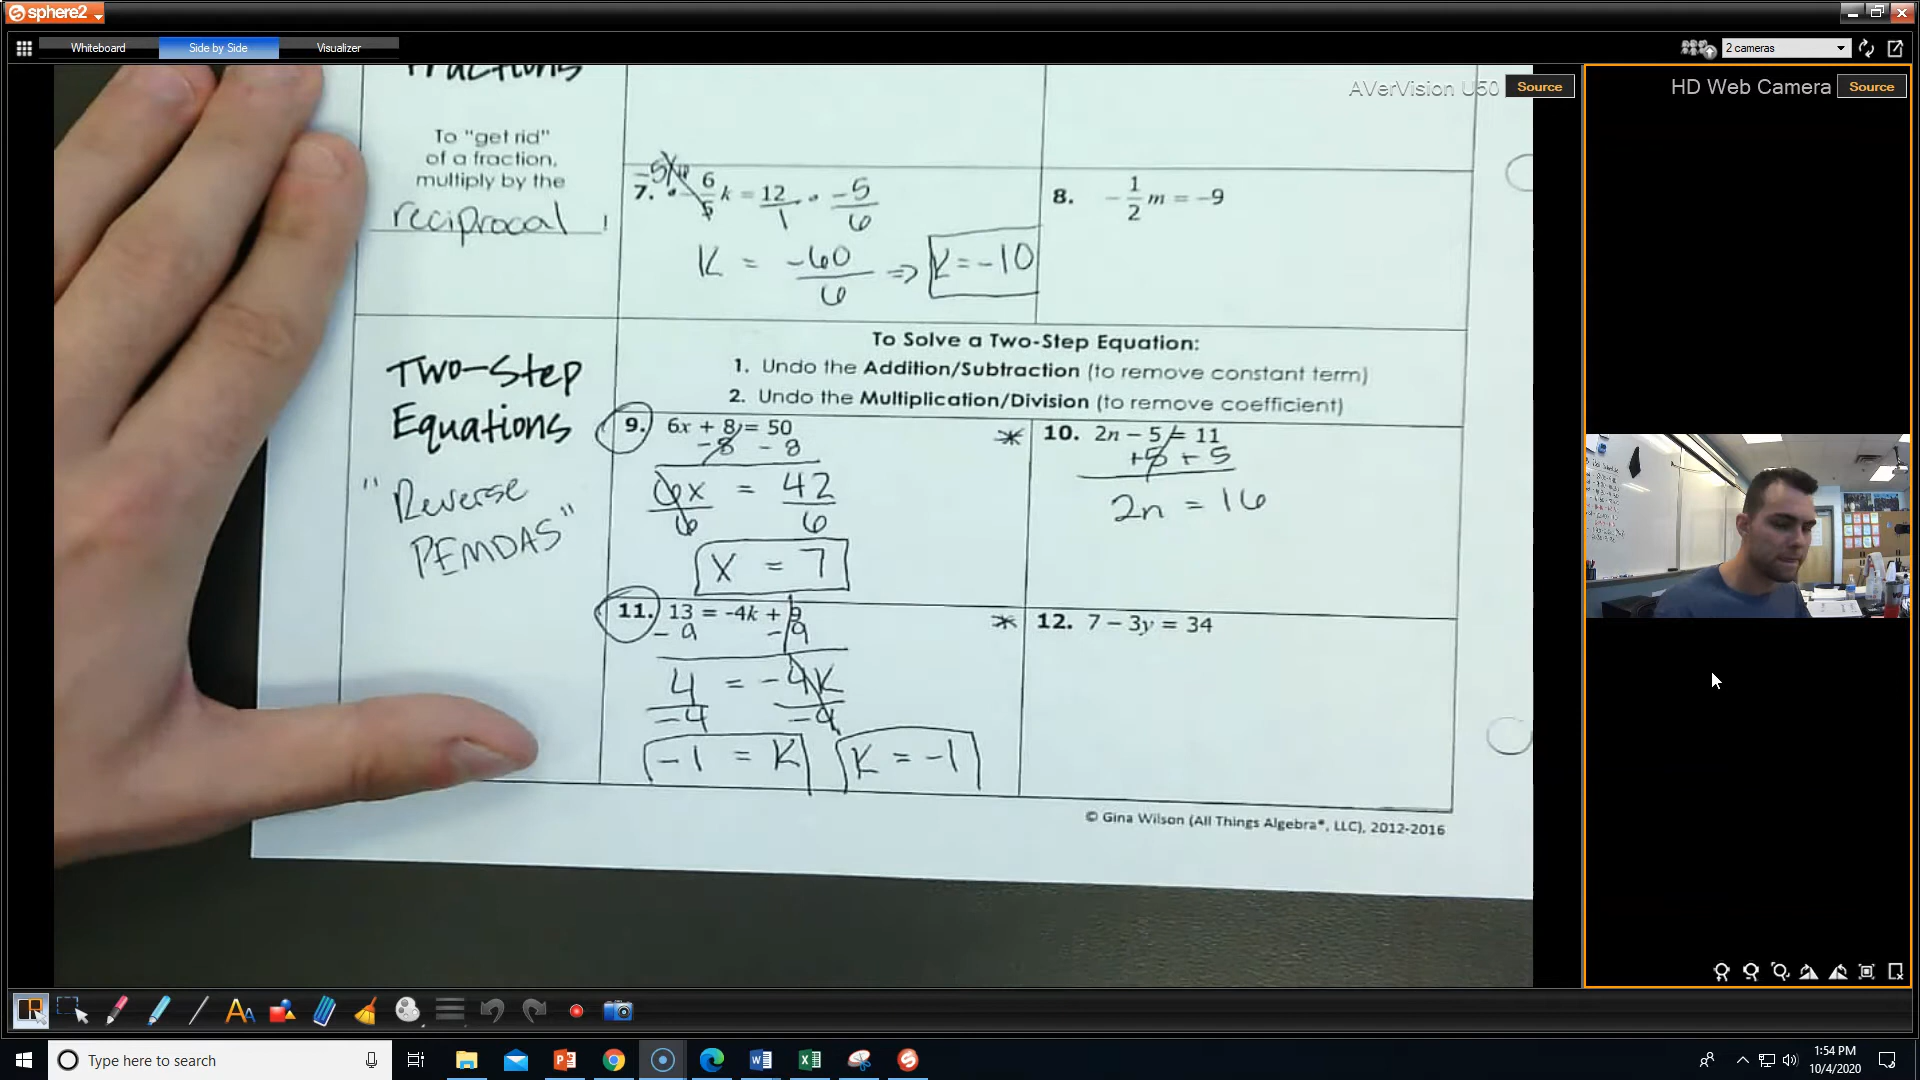 sphere2
Whiteboard
Side by Side
Visualizer
2 cameras
AVerVision U50
Source
HD Web Camera
Source
Fractions
To "get rid"
of a fraction,
multiply by the
reciprocal !
7. · - 6/5 k = 12/1 · -5/6
K = -60/6 ⇒ K = -10
8. - 1/2 m = -9
Two-Step
Equations
"Reverse
PEMDAS"
To Solve a Two-Step Equation:
1. Undo the Addition/Subtraction (to remove constant term)
2. Undo the Multiplication/Division (to remove coefficient)
9. 6x + 8 = 50
-8 -8
6x/6 = 42/6
X = 7
* 10. 2n - 5 = 11
+5 +5
2n = 16
11. 13 = -4k + 9
-9 -9
4/-4 = -4K/-4
-1 = K K = -1
* 12. 7 - 3y = 34
© Gina Wilson (All Things Algebra®, LLC), 2012-2016
Type here to search
1:54 PM
10/4/2020